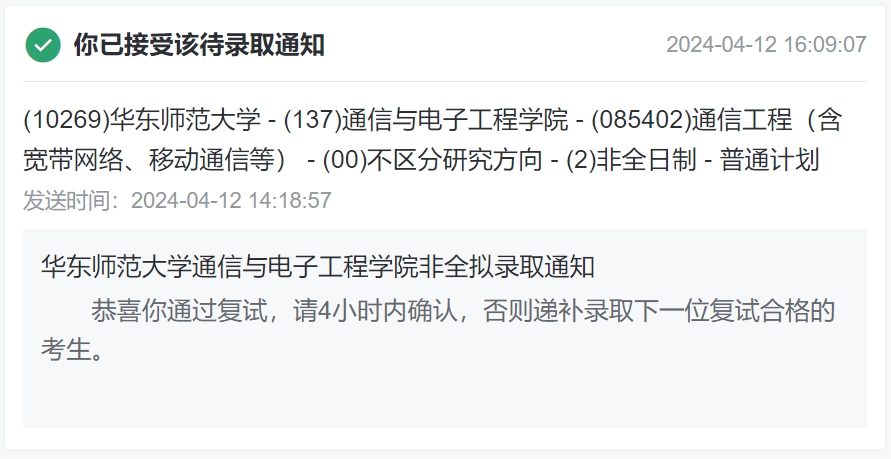 你已接受该待录取通知
2024-04-12 16:09:07
(10269)华东师范大学 - (137)通信与电子工程学院 - (085402)通信工程（含
宽带网络、移动通信等） - (00)不区分研究方向 - (2)非全日制 - 普通计划
发送时间：2024-04-12 14:18:57
华东师范大学通信与电子工程学院非全拟录取通知
恭喜你通过复试，请4小时内确认，否则递补录取下一位复试合格的
考生。